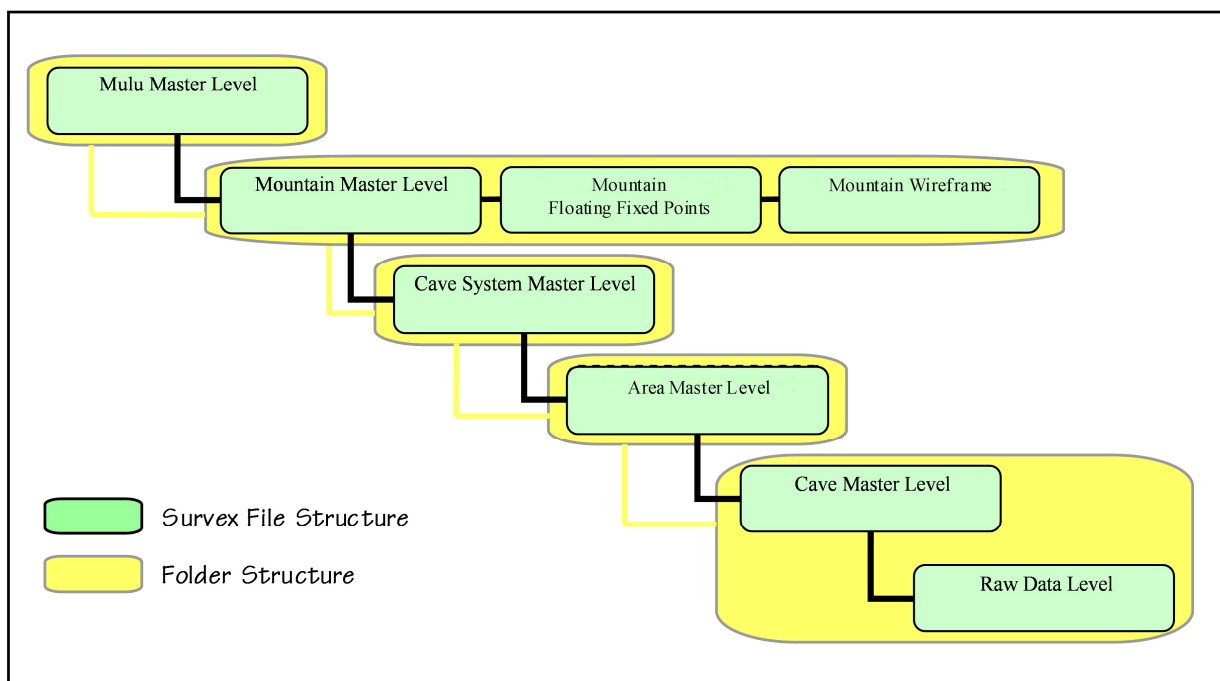 Mulu Master Level
Mountain Master Level
Mountain
Floating Fixed Points
Mountain Wireframe
Cave System Master Level
Area Master Level
Cave Master Level
Raw Data Level
Survex File Structure
Folder Structure